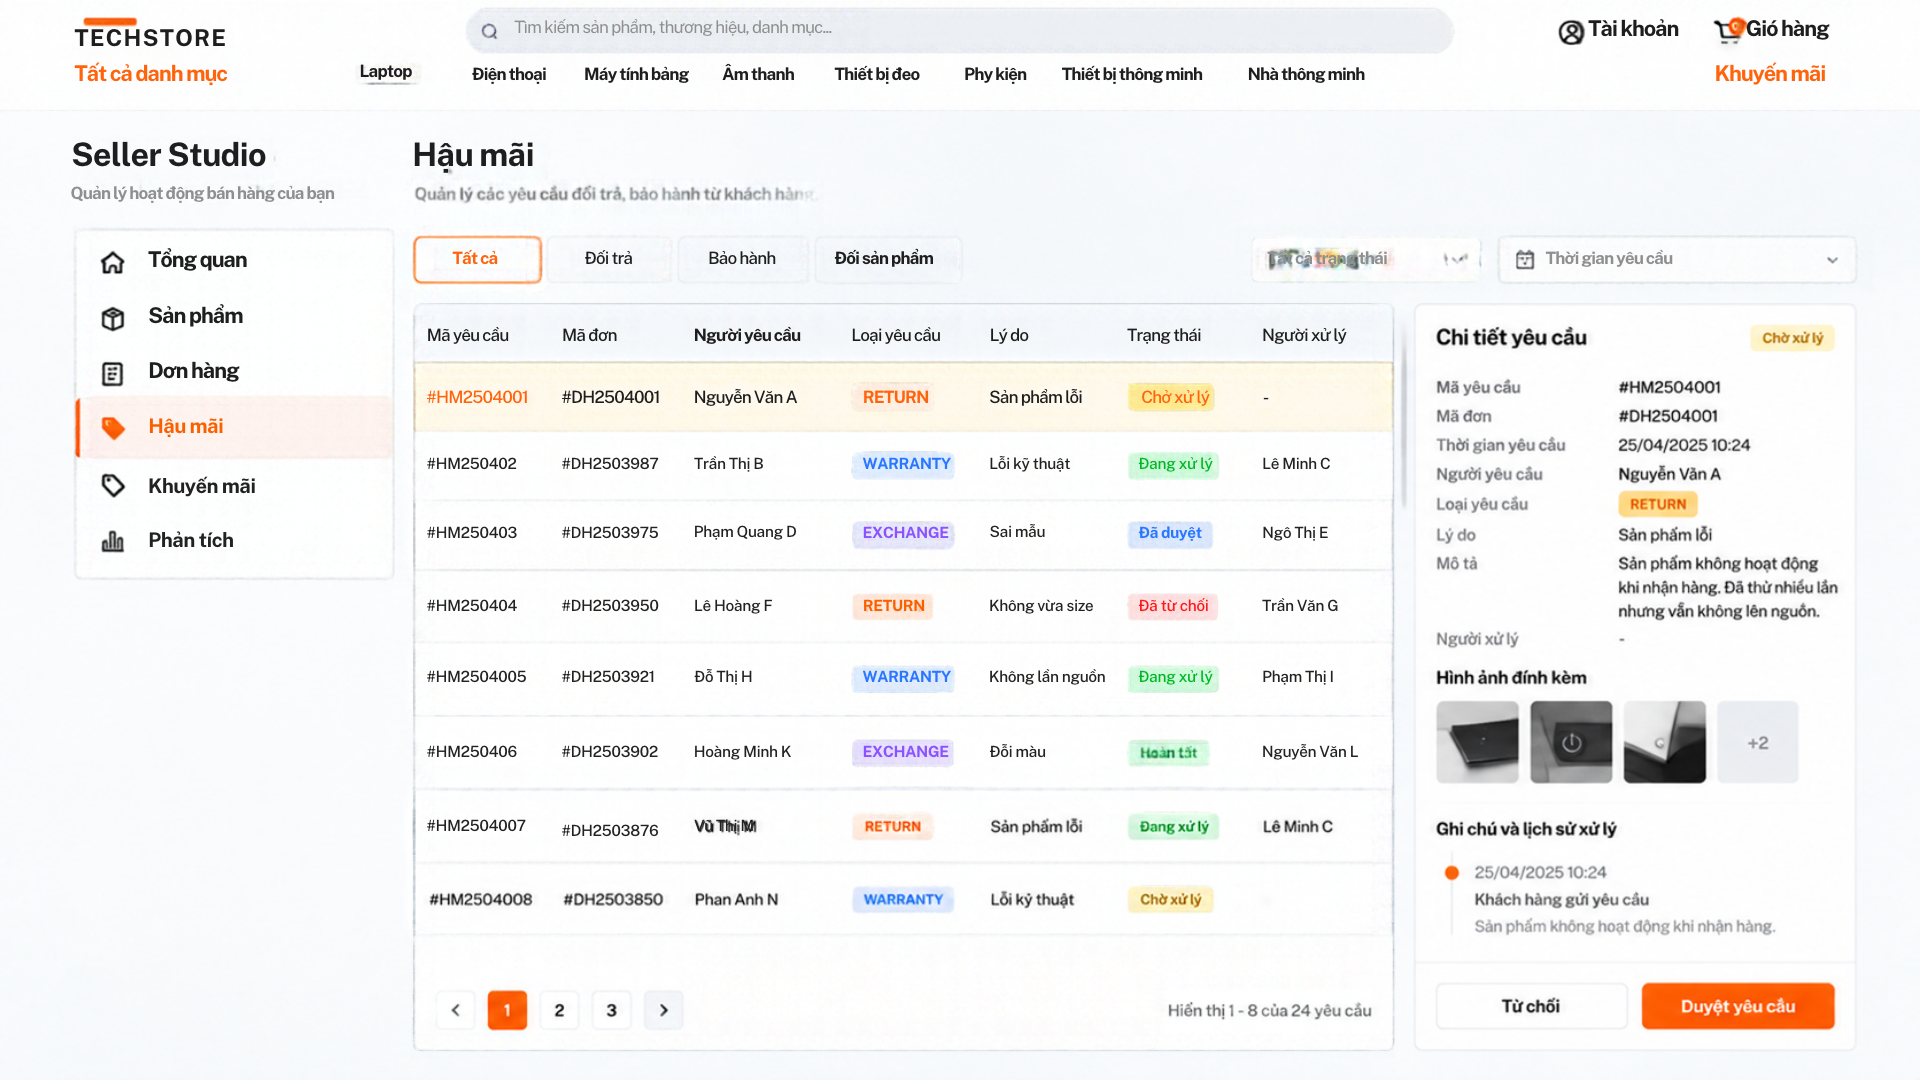 TECHSTORE
Tìm kiếm sản phẩm, thương hiệu, danh mục...
Tài khoản
Giỏ hàng
Tất cả danh mục
Laptop
Điện thoại
Máy tính bảng
Âm thanh
Thiết bị đeo
Phy kiện
Thiết bị thông minh
Nhà thông minh
Khuyến mãi
Seller Studio
Quản lý hoạt động bán hàng của bạn
Tổng quan
Sản phẩm
Dơn hàng
Hậu mãi
Khuyến mãi
Phản tích
Hậu mãi
Quản lý các yêu cầu đổi trả, bảo hành từ khách hàng.
Tất cả
Đổi trả
Bảo hành
Đổi sản phẩm
Tất cả trạng thái
Thời gian yêu cầu
Mã yêu cầu Mã đơn Người yêu cầu Loại yêu cầu Lý do Trạng thái Người xử lý
#HM2504001 #DH2504001 Nguyễn Văn A RETURN Sản phẩm lỗi Chờ xử lý -
#HM250402 #DH2503987 Trần Thị B WARRANTY Lỗi kỹ thuật Đang xử lý Lê Minh C
#HM250403 #DH2503975 Phạm Quang D EXCHANGE Sai mẫu Đã duyệt Ngô Thị E
#HM250404 #DH2503950 Lê Hoàng F RETURN Không vừa size Đã từ chối Trần Văn G
#HM2504005 #DH2503921 Đỗ Thị H WARRANTY Không lần nguồn Đang xử lý Phạm Thị I
#HM250406 #DH2503902 Hoàng Minh K EXCHANGE Đổi màu Hoàn tất Nguyễn Văn L
#HM2504007 #DH2503876 Vũ Thị M RETURN Sản phẩm lỗi Đang xử lý Lê Minh C
#HM2504008 #DH2503850 Phan Anh N WARRANTY Lỗi kỹ thuật Chờ xử lý
1 2 3
Hiển thị 1 - 8 của 24 yêu cầu
Chi tiết yêu cầu
Chờ xử lý
Mã yêu cầu #HM2504001
Mã đơn #DH2504001
Thời gian yêu cầu 25/04/2025 10:24
Người yêu cầu Nguyễn Văn A
Loại yêu cầu RETURN
Lý do Sản phẩm lỗi
Mô tả Sản phẩm không hoạt động
khi nhận hàng. Đã thử nhiều lần
nhưng vẫn không lên nguồn.
Người xử lý -
Hình ảnh đính kèm
+2
Ghi chú và lịch sử xử lý
25/04/2025 10:24
Khách hàng gửi yêu cầu
Sản phẩm không hoạt động khi nhận hàng.
Từ chối
Duyệt yêu cầu